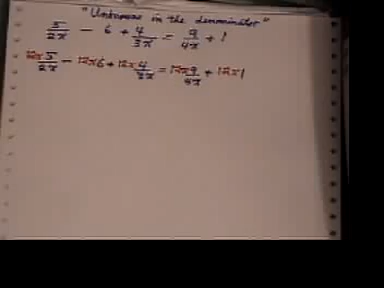 "Unknowns in the denominator"
5/2x - 6 + 4/3x = 9/4x + 1
12x 5/2x - 12x6 + 12x 4/3x = 12x 9/4x + 12x1